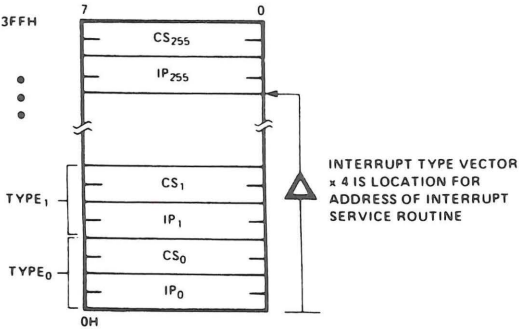 7 0
3FFH
CS255
IP255
INTERRUPT TYPE VECTOR
x 4 IS LOCATION FOR
ADDRESS OF INTERRUPT
SERVICE ROUTINE
TYPE1
CS1
IP1
TYPE0
CS0
IP0
0H